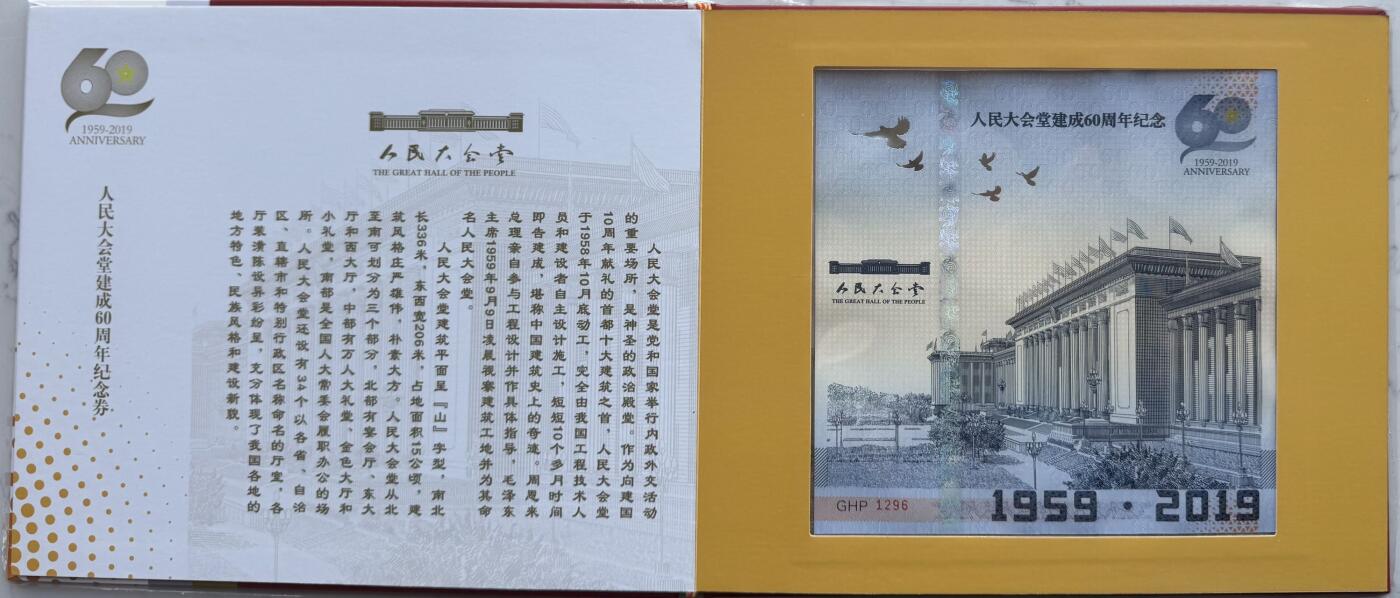 1959-2019
ANNIVERSARY
人民大会堂建成60周年纪念券
人民大会堂
THE GREAT HALL OF THE PEOPLE
人民大会堂是党和国家举行内政外交活动
的重要场所，是神圣的政治殿堂。作为向建国
10周年献礼的首都十大建筑之首，人民大会堂
于1958年10月底动工，完全由我国工程技术人
员和建设者自主设计施工，短短10个多月时间
即告建成，堪称中国建筑史上的奇迹。周恩来
总理亲自参与工程设计并作具体指导，毛泽东
主席1959年9月9日凌晨视察建筑工地并为其命
名人民大会堂。
人民大会堂建筑平面呈『山』字型，南北
长336米，东西宽206米，占地面积15公顷，建
筑风格庄严雄伟，朴素大方。人民大会堂从北
至南可划分为三个部分，北部有宴会厅、东大
厅和西大厅，中部有万人大礼堂、金色大厅和
小礼堂，南部是全国人大常委会履职办公的场
所。人民大会堂还设有34个以各省、自治
区、直辖市和特别行政区名称命名的厅室，各
厅装潢陈设异彩纷呈，充分体现了我国各地的
地方特色、民族风格和建设新貌。
人民大会堂建成60周年纪念
1959-2019
ANNIVERSARY
人民大会堂
THE GREAT HALL OF THE PEOPLE
GHP 1296
1959·2019